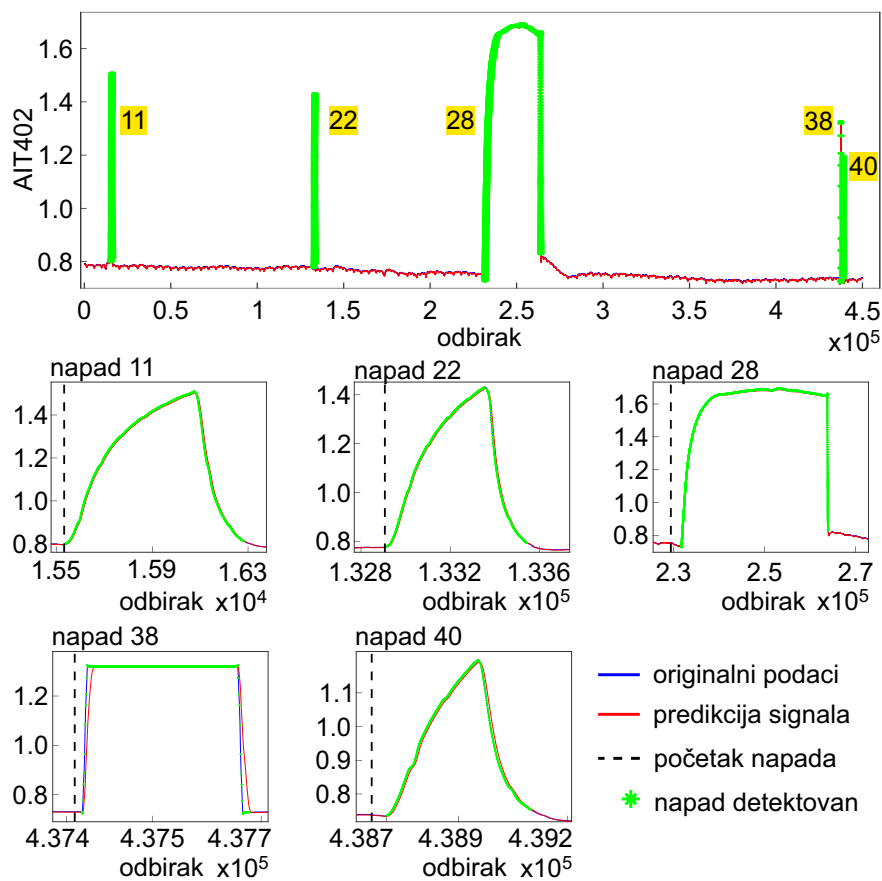 1.6
1.4
1.2
1.0
0.8
AIT402
11
22
28
38
40
0 0.5 1 1.5 2 2.5 3 3.5 4 4.5
odbirak
x10⁵
napad 11
1.4
1.2
1.0
0.8
1.55 1.59 1.63
odbirak x10⁴
napad 22
1.4
1.2
1.0
0.8
1.328 1.332 1.336
odbirak x10⁵
napad 28
1.6
1.4
1.2
1.0
0.8
2.3 2.5 2.7
odbirak x10⁵
napad 38
1.2
1.0
0.8
4.374 4.375 4.377
odbirak x10⁵
napad 40
1.1
1.0
0.9
0.8
4.387 4.389 4.392
odbirak x10⁵
originalni podaci
predikcija signala
početak napada
napad detektovan